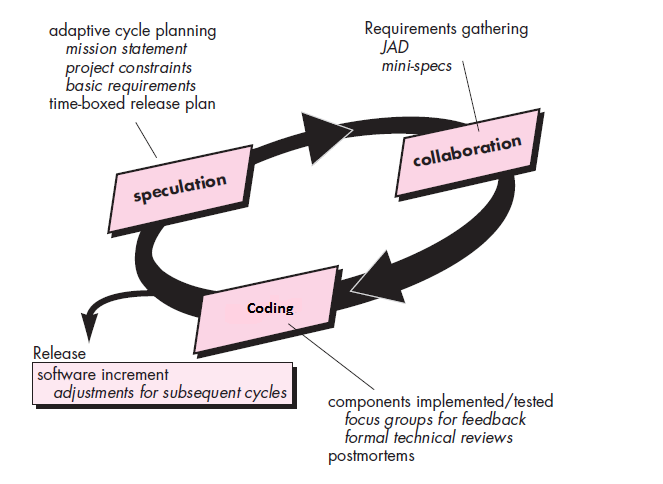 adaptive cycle planning
mission statement
project constraints
basic requirements
time-boxed release plan
Requirements gathering
JAD
mini-specs
speculation
collaboration
Coding
Release
software increment
adjustments for subsequent cycles
components implemented/tested
focus groups for feedback
formal technical reviews
postmortems